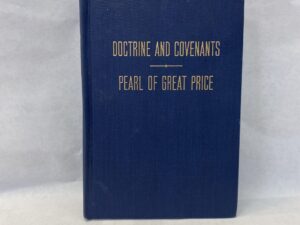 DOCTRINE AND COVENANTS
PEARL OF GREAT PRICE